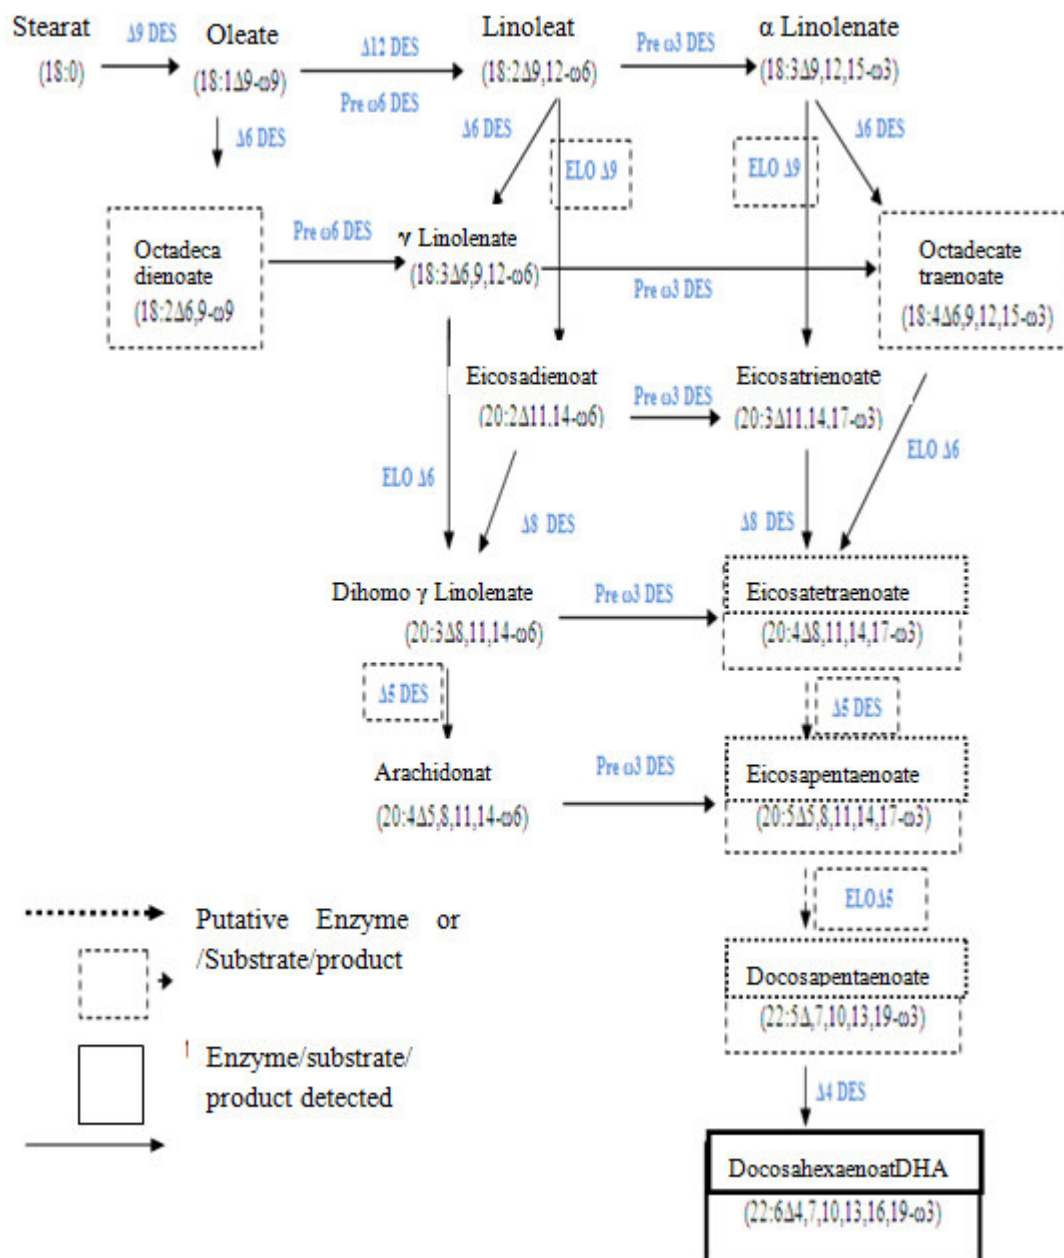 Stearat
Δ9 DES
Oleate
Δ12 DES
Linoleat
Pre ω3 DES
α Linolenate
(18:0)
(18:1Δ9-ω9)
Pre ω6 DES
(18:2Δ9,12-ω6)
(18:3Δ9,12,15-ω3)
Δ6 DES
Δ6 DES
Δ6 DES
ELO Δ9
ELO Δ9
Octadeca
dienoate
(18:2Δ6,9-ω9
Pre ω6 DES
γ Linolenate
(18:3Δ6,9,12-ω6)
Pre ω3 DES
Octadecate
traenoate
(18:4Δ6,9,12,15-ω3)
Eicosadienoat
(20:2Δ11,14-ω6)
Pre ω3 DES
Eicosatrienoate
(20:3Δ11,14,17-ω3)
ELO Δ6
Δ8 DES
Δ8 DES
ELO Δ6
Dihomo γ Linolenate
(20:3Δ8,11,14-ω6)
Pre ω3 DES
Eicosatetraenoate
(20:4Δ8,11,14,17-ω3)
Δ5 DES
Δ5 DES
Arachidonat
(20:4Δ5,8,11,14-ω6)
Pre ω3 DES
Eicosapentaenoate
(20:5Δ5,8,11,14,17-ω3)
ELOΔ5
Putative Enzyme or
/Substrate/product
Docosapentaenoate
(22:5Δ,7,10,13,19-ω3)
Enzyme/substrate/
product detected
Δ4 DES
DocosahexaenoatDHA
(22:6Δ4,7,10,13,16,19-ω3)